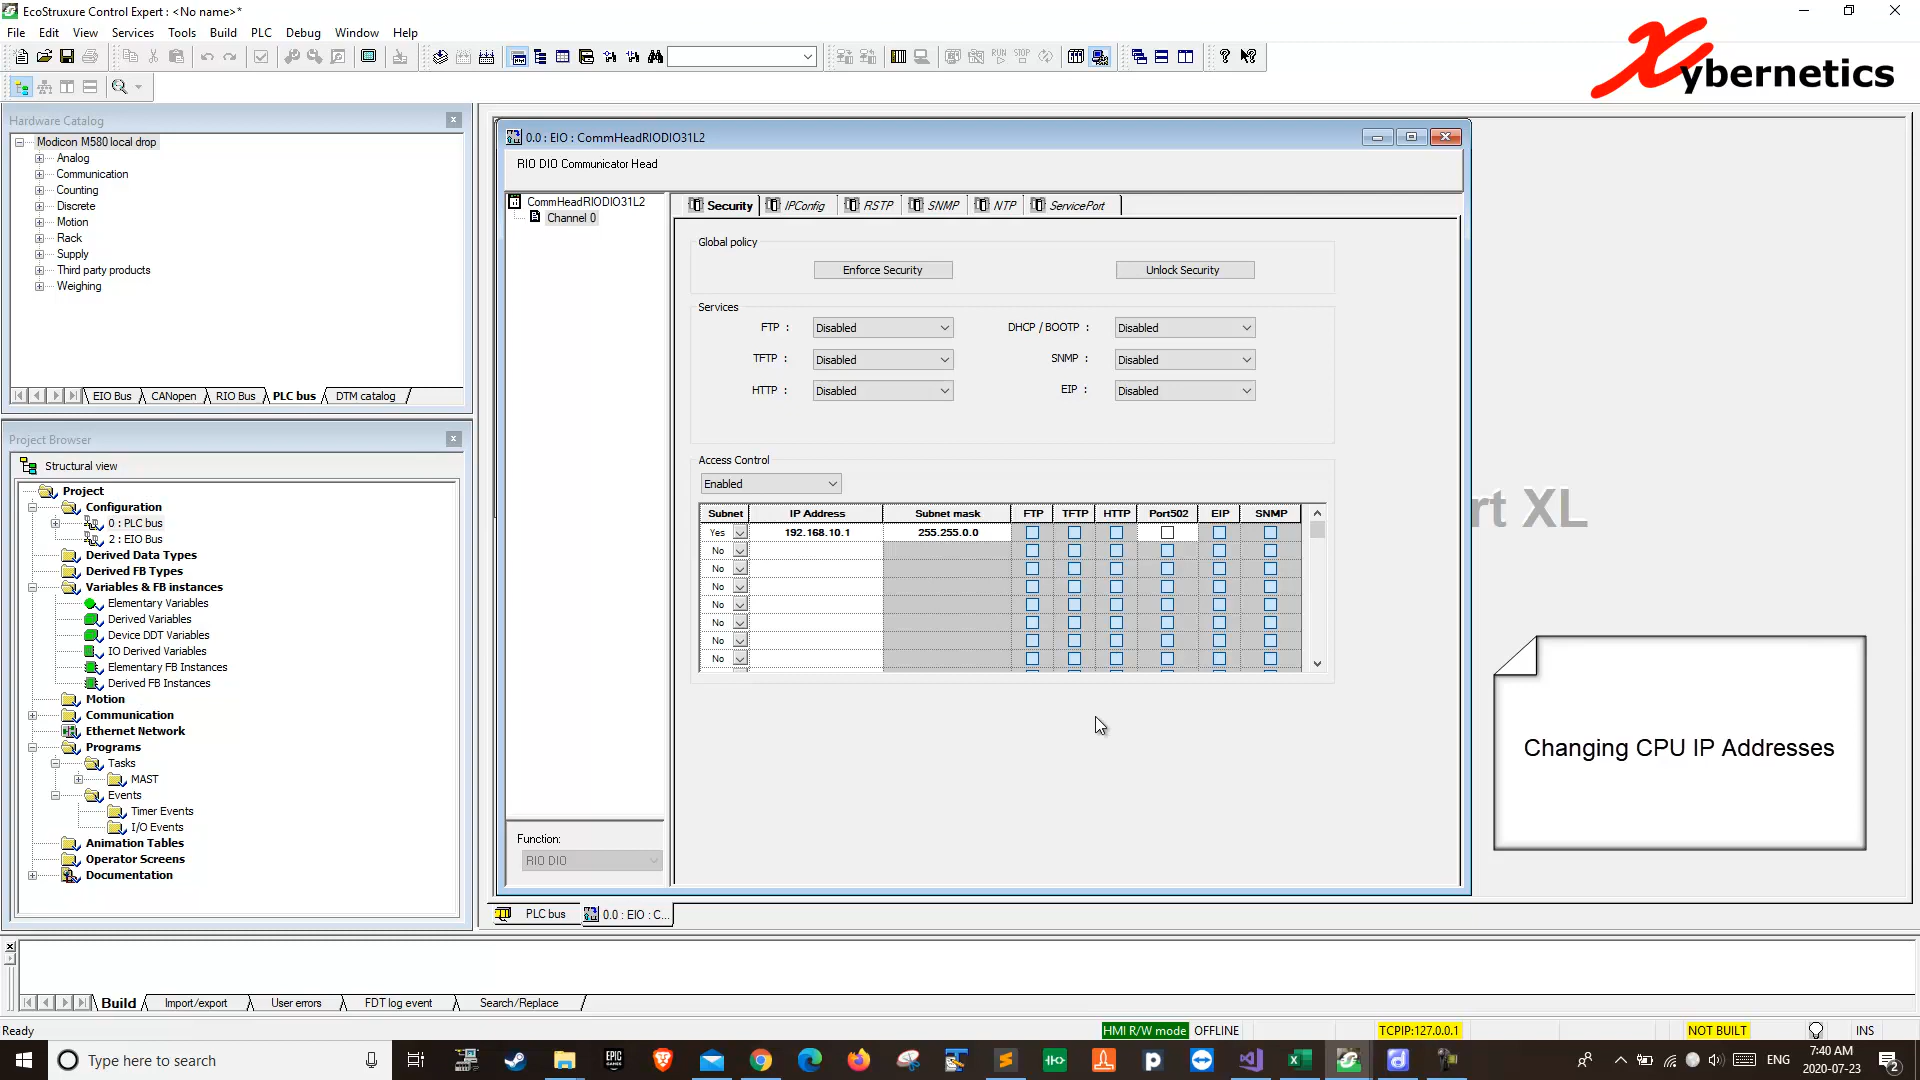 EcoStruxure Control Expert : <No name>*
File Edit View Services Tools Build PLC Debug Window Help
Xybernetics
Hardware Catalog
Modicon M580 local drop
Analog
Communication
Counting
Discrete
Motion
Rack
Supply
Third party products
Weighing
EIO Bus CANopen RIO Bus PLC bus DTM catalog
Project Browser
Structural view
Project
Configuration
0 : PLC bus
2 : EIO Bus
Derived Data Types
Derived FB Types
Variables & FB instances
Elementary Variables
Derived Variables
Device DDT Variables
IO Derived Variables
Elementary FB Instances
Derived FB Instances
Motion
Communication
Ethernet Network
Programs
Tasks
MAST
Events
Timer Events
I/O Events
Animation Tables
Operator Screens
Documentation
0.0 : EIO : CommHeadRIODIO31L2
RIO DIO Communicator Head
CommHeadRIODIO31L2
Channel 0
Security IPConfig RSTP SNMP NTP ServicePort
Global policy
Enforce Security Unlock Security
Services
FTP : Disabled DHCP / BOOTP : Disabled
TFTP : Disabled SNMP : Disabled
HTTP : Disabled EIP : Disabled
Access Control
Enabled
Subnet IP Address Subnet mask FTP TFTP HTTP Port502 EIP SNMP
Yes 192.168.10.1 255.255.0.0
No
No
No
No
No
No
No
Function:
RIO DIO
PLC bus 0.0 : EIO : C...
rt XL
Changing CPU IP Addresses
Build Import/export User errors FDT log event Search/Replace
Ready HMI R/W mode OFFLINE TCPIP:127.0.0.1 NOT BUILT INS
Type here to search
ENG 7:40 AM
2020-07-23
2